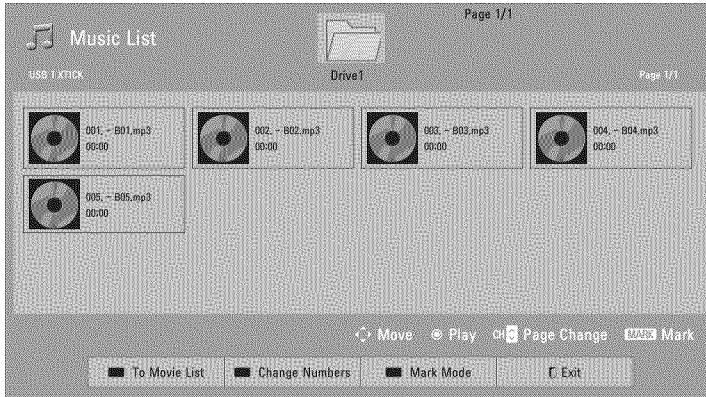 Page 1/1
Music List
USB 1 XTICK
Drive1
Page 1/1
001. - B01.mp3
00:00
002. - B02.mp3
00:00
003. - B03.mp3
00:00
004. - B04.mp3
00:00
005. - B05.mp3
00:00
Move Play CH Page Change MARK Mark
To Movie List Change Numbers Mark Mode Exit